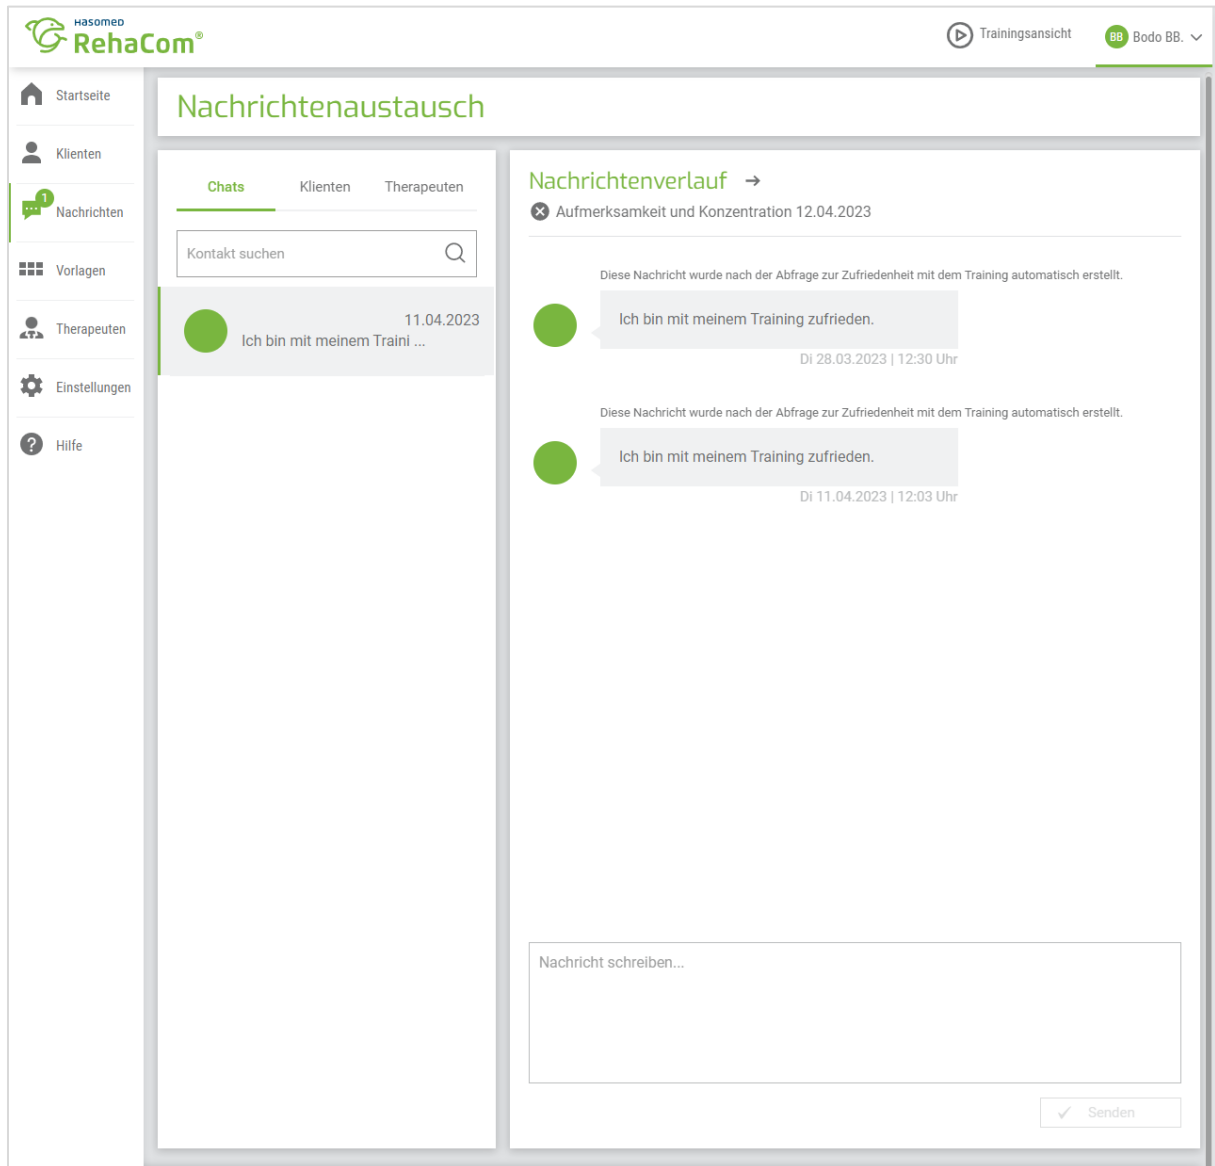 HASOMED
RehaCom®
Trainingsansicht
BB Bodo BB.
Startseite
Klienten
1
Nachrichten
Vorlagen
Therapeuten
Einstellungen
Hilfe
Nachrichtenaustausch
Chats Klienten Therapeuten
Kontakt suchen
11.04.2023
Ich bin mit meinem Traini ...
Nachrichtenverlauf →
Aufmerksamkeit und Konzentration 12.04.2023
Diese Nachricht wurde nach der Abfrage zur Zufriedenheit mit dem Training automatisch erstellt.
Ich bin mit meinem Training zufrieden.
Di 28.03.2023 | 12:30 Uhr
Diese Nachricht wurde nach der Abfrage zur Zufriedenheit mit dem Training automatisch erstellt.
Ich bin mit meinem Training zufrieden.
Di 11.04.2023 | 12:03 Uhr
Nachricht schreiben...
Senden